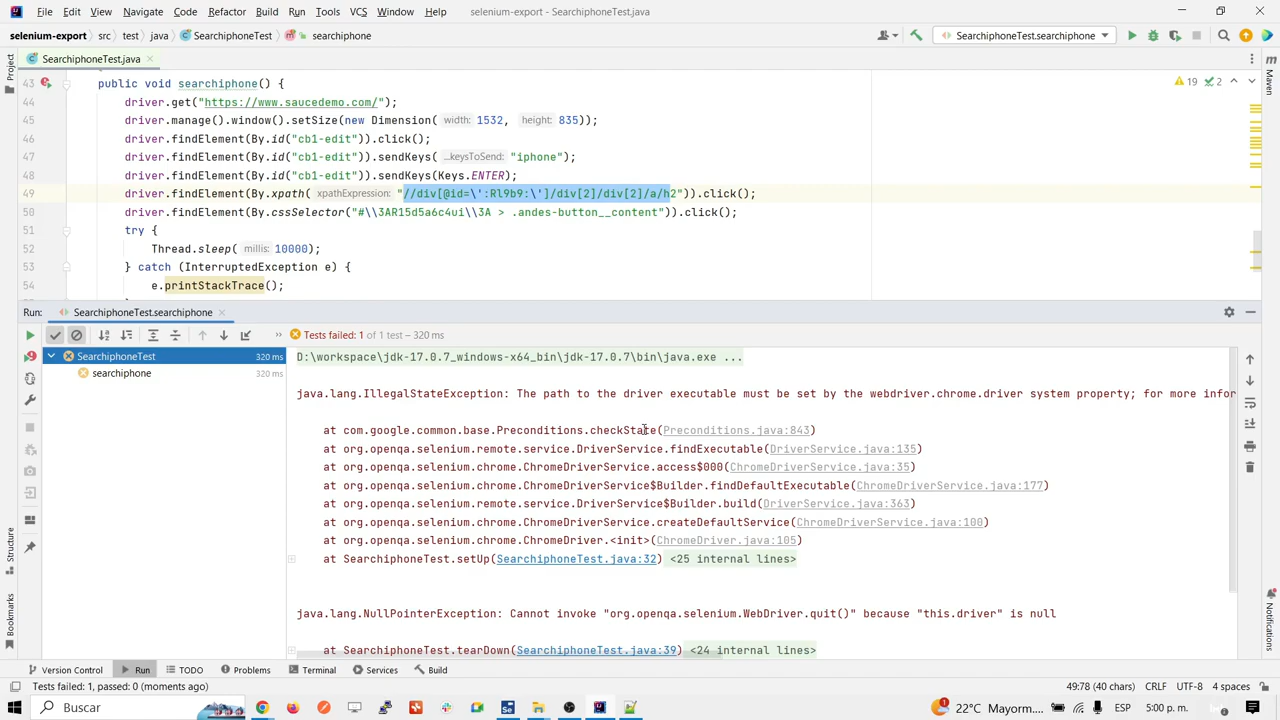 File Edit View Navigate Code Refactor Build Run Tools VCS Window Help selenium-export - SearchiphoneTest.java
selenium-export src test java SearchiphoneTest searchiphone SearchiphoneTest.searchiphone
SearchiphoneTest.java
Project
Maven
43 public void searchiphone() { 19 2
44 driver.get("https://www.saucedemo.com/");
45 driver.manage().window().setSize(new Dimension( width: 1532, height: 835));
46 driver.findElement(By.id("cb1-edit")).click();
47 driver.findElement(By.id("cb1-edit")).sendKeys( ...keysToSend: "iphone");
48 driver.findElement(By.id("cb1-edit")).sendKeys(Keys.ENTER);
49 driver.findElement(By.xpath( xpathExpression: "//div[@id=\':Rl9b9:\']/div[2]/div[2]/a/h2")).click();
50 driver.findElement(By.cssSelector("#\\3AR15d5a6c4ui\\3A > .andes-button__content")).click();
51 try {
52 Thread.sleep( millis: 10000);
53 } catch (InterruptedException e) {
54 e.printStackTrace();
Run: SearchiphoneTest.searchiphone
Tests failed: 1 of 1 test – 320 ms
SearchiphoneTest 320 ms
searchiphone 320 ms
D:\workspace\jdk-17.0.7_windows-x64_bin\jdk-17.0.7\bin\java.exe ...
java.lang.IllegalStateException: The path to the driver executable must be set by the webdriver.chrome.driver system property; for more infor
at com.google.common.base.Preconditions.checkState(Preconditions.java:843)
at org.openqa.selenium.remote.service.DriverService.findExecutable(DriverService.java:135)
at org.openqa.selenium.chrome.ChromeDriverService.access$000(ChromeDriverService.java:35)
at org.openqa.selenium.chrome.ChromeDriverService$Builder.findDefaultExecutable(ChromeDriverService.java:177)
at org.openqa.selenium.remote.service.DriverService$Builder.build(DriverService.java:363)
at org.openqa.selenium.chrome.ChromeDriverService.createDefaultService(ChromeDriverService.java:100)
at org.openqa.selenium.chrome.ChromeDriver.<init>(ChromeDriver.java:105)
at SearchiphoneTest.setUp(SearchiphoneTest.java:32) <25 internal lines>
java.lang.NullPointerException: Cannot invoke "org.openqa.selenium.WebDriver.quit()" because "this.driver" is null
at SearchiphoneTest.tearDown(SearchiphoneTest.java:39) <24 internal lines>
Structure
Bookmarks
Notifications
Version Control Run TODO Problems Terminal Services Build
Tests failed: 1, passed: 0 (moments ago) 49:78 (40 chars) CRLF UTF-8 4 spaces
Buscar 22°C Mayorm... ESP 5:00 p. m.